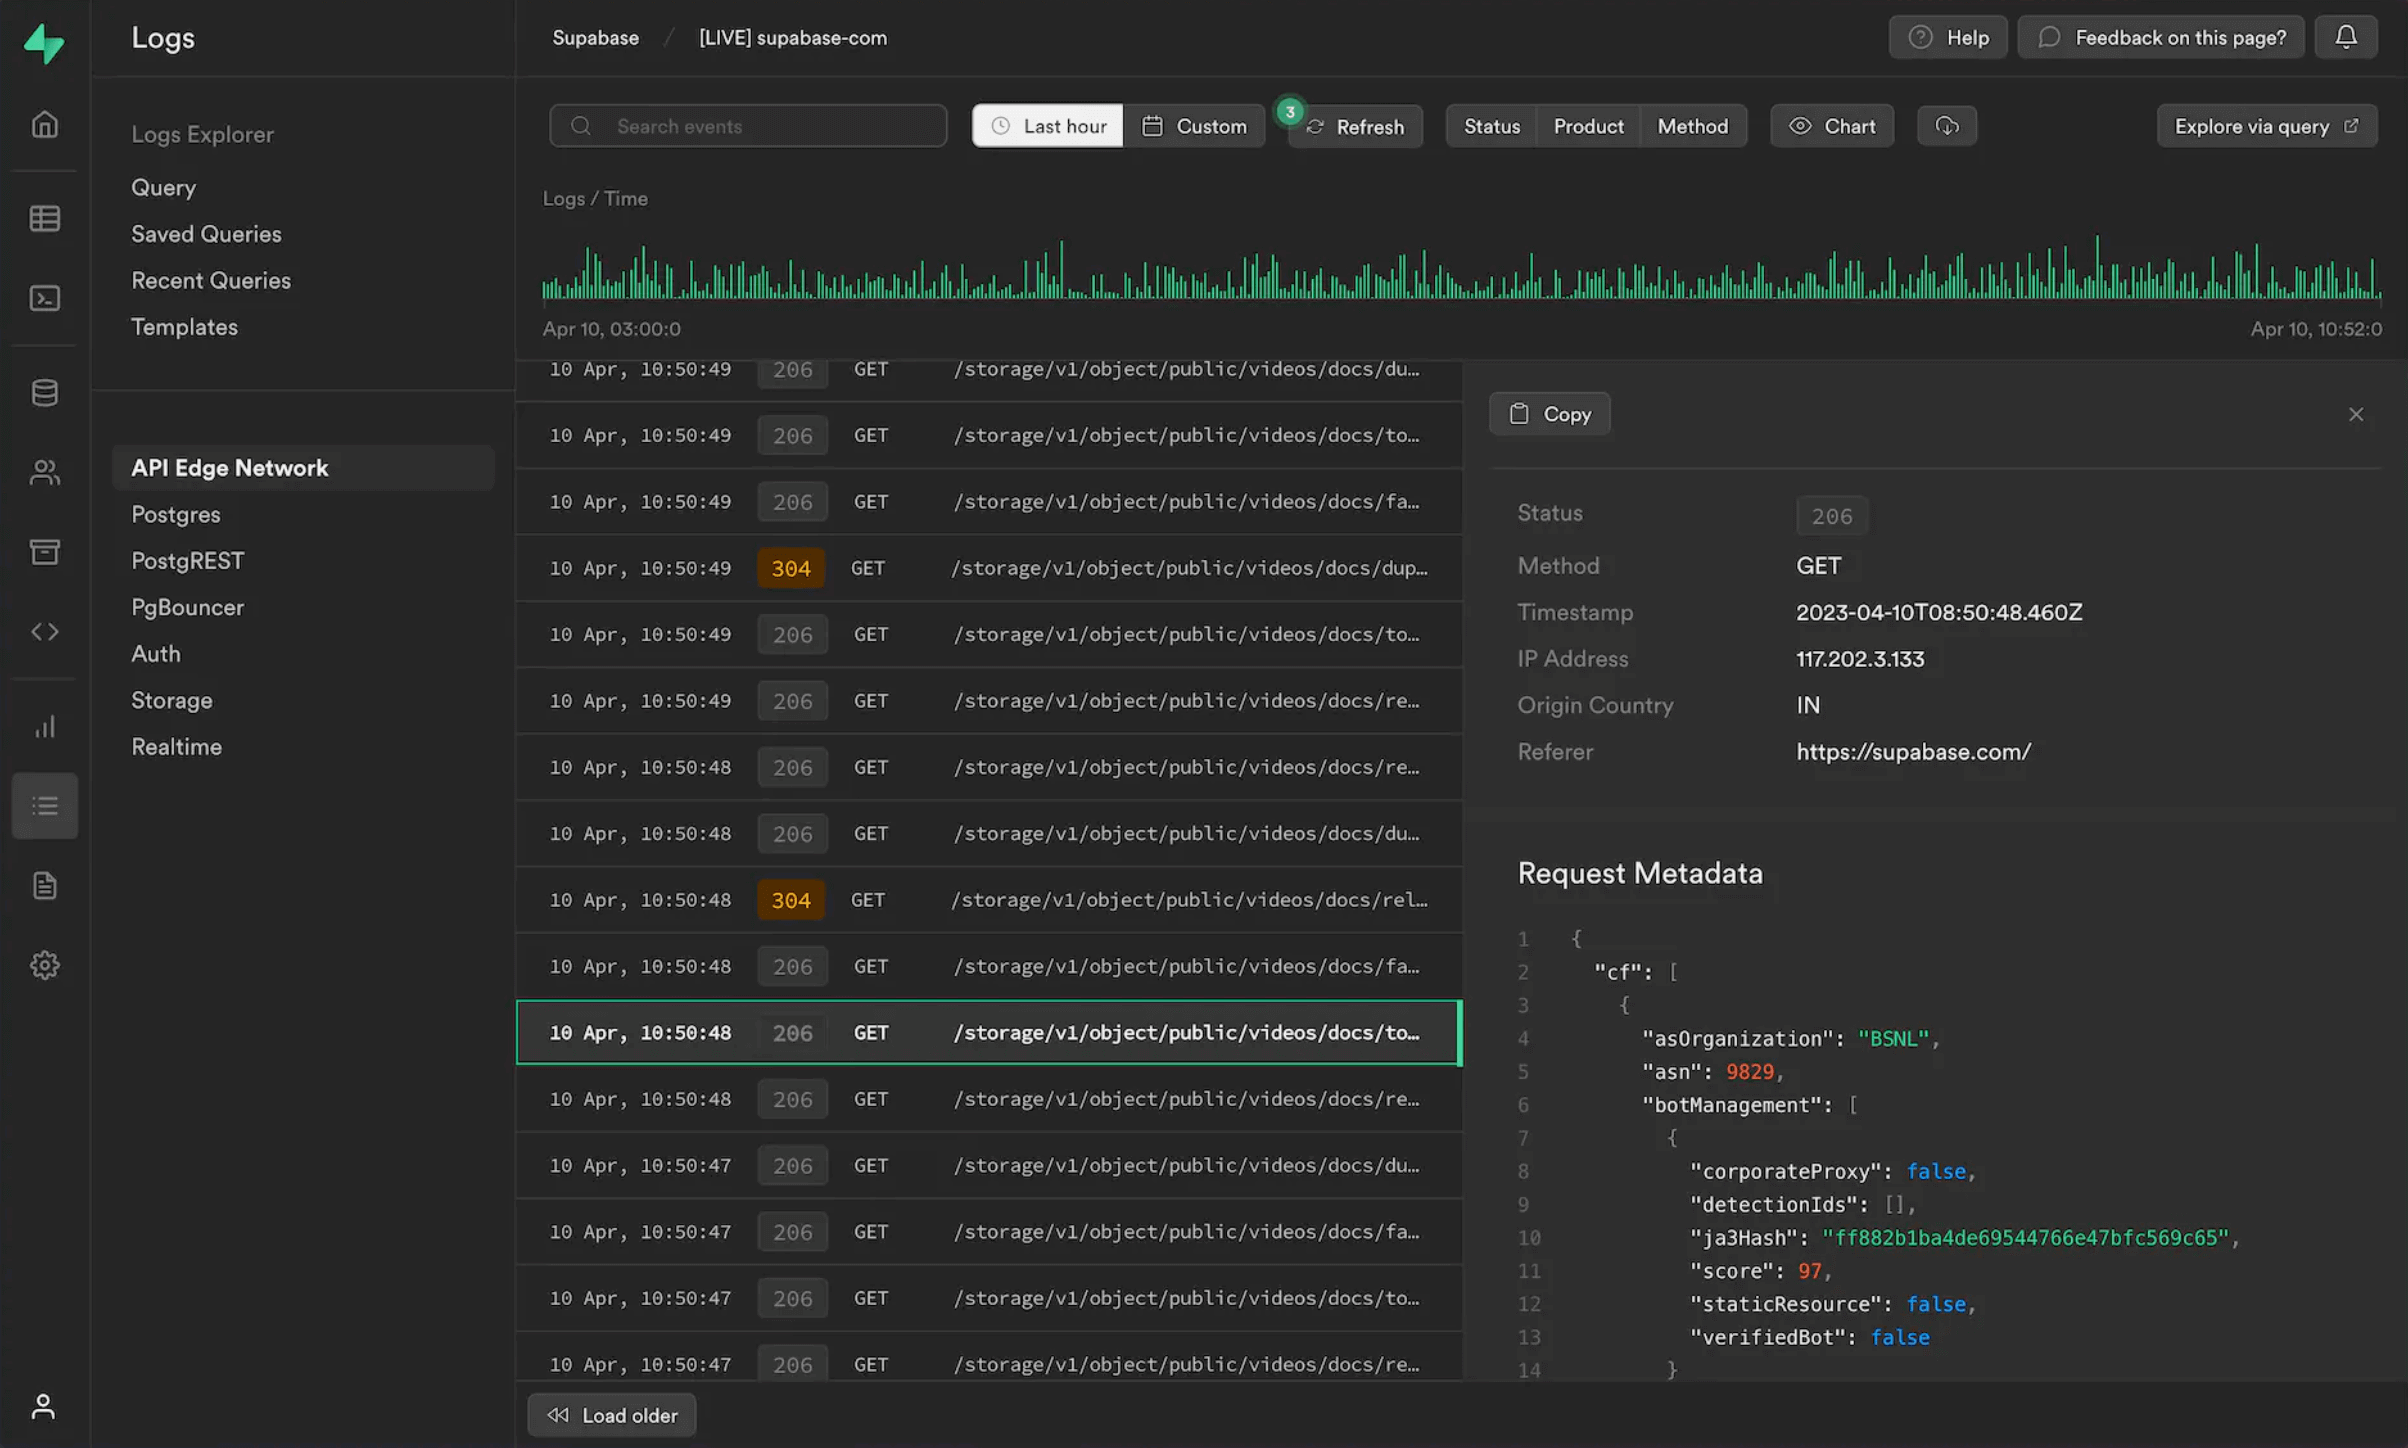 Logs
Supabase / [LIVE] supabase-com
Help
Feedback on this page?
Logs Explorer
Query
Saved Queries
Recent Queries
Templates
API Edge Network
Postgres
PostgREST
PgBouncer
Auth
Storage
Realtime
Search events
Last hour
Custom
3
Refresh
Status
Product
Method
Chart
Explore via query
Logs / Time
Apr 10, 03:00:0
Apr 10, 10:52:0
10 Apr, 10:50:49 206 GET /storage/v1/object/public/videos/docs/du…
10 Apr, 10:50:49 206 GET /storage/v1/object/public/videos/docs/to…
10 Apr, 10:50:49 206 GET /storage/v1/object/public/videos/docs/fa…
10 Apr, 10:50:49 304 GET /storage/v1/object/public/videos/docs/dup…
10 Apr, 10:50:49 206 GET /storage/v1/object/public/videos/docs/to…
10 Apr, 10:50:49 206 GET /storage/v1/object/public/videos/docs/re…
10 Apr, 10:50:48 206 GET /storage/v1/object/public/videos/docs/re…
10 Apr, 10:50:48 206 GET /storage/v1/object/public/videos/docs/du…
10 Apr, 10:50:48 304 GET /storage/v1/object/public/videos/docs/rel…
10 Apr, 10:50:48 206 GET /storage/v1/object/public/videos/docs/fa…
10 Apr, 10:50:48 206 GET /storage/v1/object/public/videos/docs/to…
10 Apr, 10:50:48 206 GET /storage/v1/object/public/videos/docs/re…
10 Apr, 10:50:47 206 GET /storage/v1/object/public/videos/docs/du…
10 Apr, 10:50:47 206 GET /storage/v1/object/public/videos/docs/fa…
10 Apr, 10:50:47 206 GET /storage/v1/object/public/videos/docs/to…
10 Apr, 10:50:47 206 GET /storage/v1/object/public/videos/docs/re…
Load older
Copy
Status 206
Method GET
Timestamp 2023-04-10T08:50:48.460Z
IP Address 117.202.3.133
Origin Country IN
Referer https://supabase.com/
Request Metadata
1 {
2 "cf": [
3 {
4 "asOrganization": "BSNL",
5 "asn": 9829,
6 "botManagement": [
7 {
8 "corporateProxy": false,
9 "detectionIds": [],
10 "ja3Hash": "ff882b1ba4de69544766e47bfc569c65",
11 "score": 97,
12 "staticResource": false,
13 "verifiedBot": false
14 }